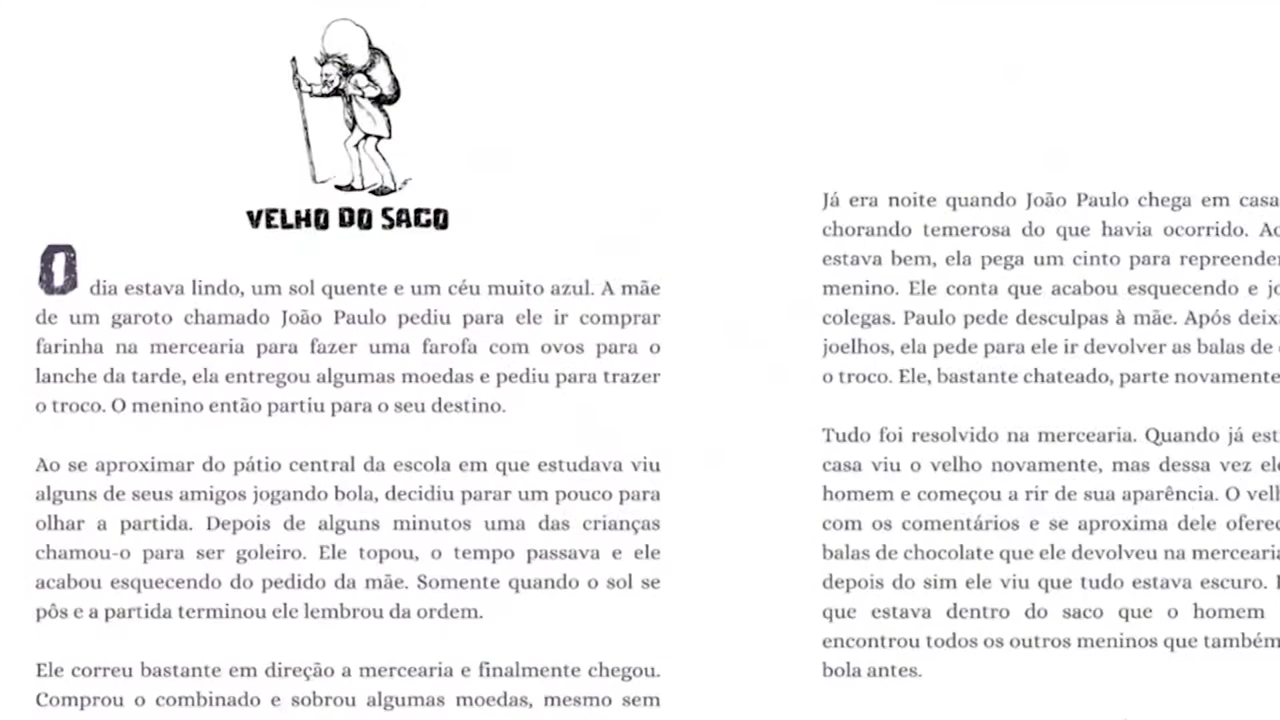 VELHO DO SACO
O dia estava lindo, um sol quente e um céu muito azul. A mãe
de um garoto chamado João Paulo pediu para ele ir comprar
farinha na mercearia para fazer uma farofa com ovos para o
lanche da tarde, ela entregou algumas moedas e pediu para trazer
o troco. O menino então partiu para o seu destino.
Ao se aproximar do pátio central da escola em que estudava viu
alguns de seus amigos jogando bola, decidiu parar um pouco para
olhar a partida. Depois de alguns minutos uma das crianças
chamou-o para ser goleiro. Ele topou, o tempo passava e ele
acabou esquecendo do pedido da mãe. Somente quando o sol se
pôs e a partida terminou ele lembrou da ordem.
Ele correu bastante em direção a mercearia e finalmente chegou.
Comprou o combinado e sobrou algumas moedas, mesmo sem
Já era noite quando João Paulo chega em casa
chorando temerosa do que havia ocorrido.
estava bem, ela pega um cinto para
menino. Ele conta que acabou esquecendo e
colegas. Paulo pede desculpas à mãe. Após
joelhos, ela pede para ele ir devolver as balas de
o troco. Ele, bastante chateado, parte novamente
Tudo foi resolvido na mercearia. Quando já
casa viu o velho novamente, mas dessa vez
homem e começou a rir de sua aparência. O
com os comentários e se aproxima dele
balas de chocolate que ele devolveu na mercearia
depois do sim ele viu que tudo estava escuro.
que estava dentro do saco que o homem
encontrou todos os outros meninos que também
bola antes.